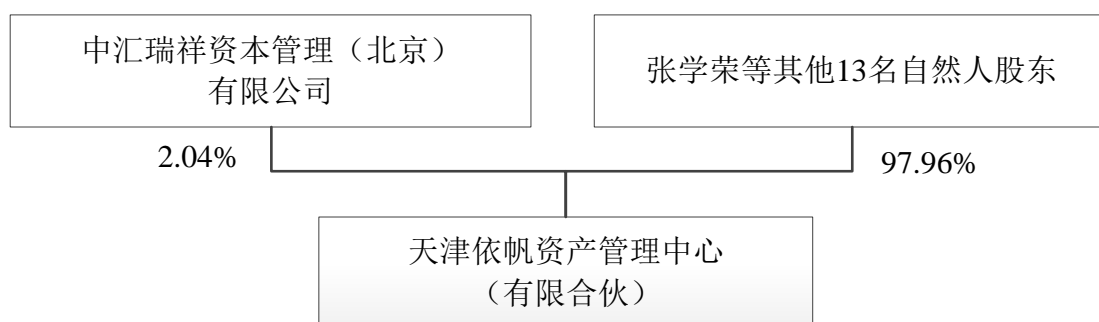 中汇瑞祥资本管理（北京）
有限公司
张学荣等其他13名自然人股东
2.04%
97.96%
天津依帆资产管理中心
（有限合伙）